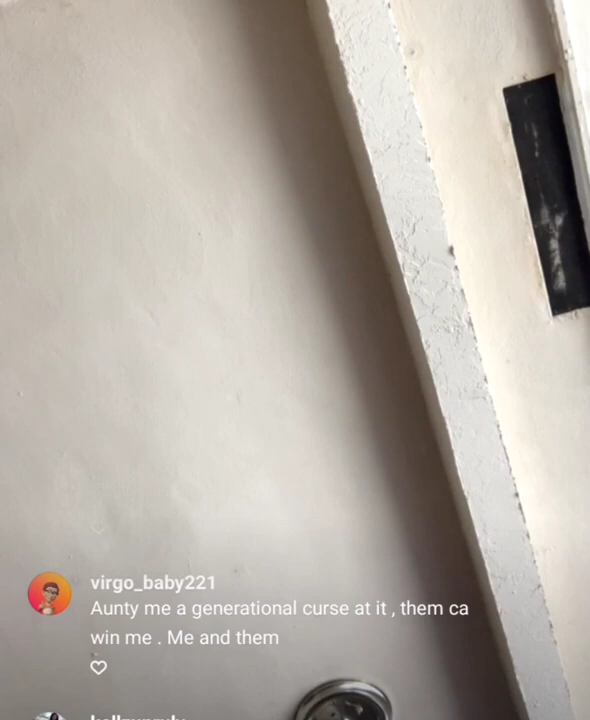 virgo_baby221
Aunty me a generational curse at it , them ca
win me . Me and them